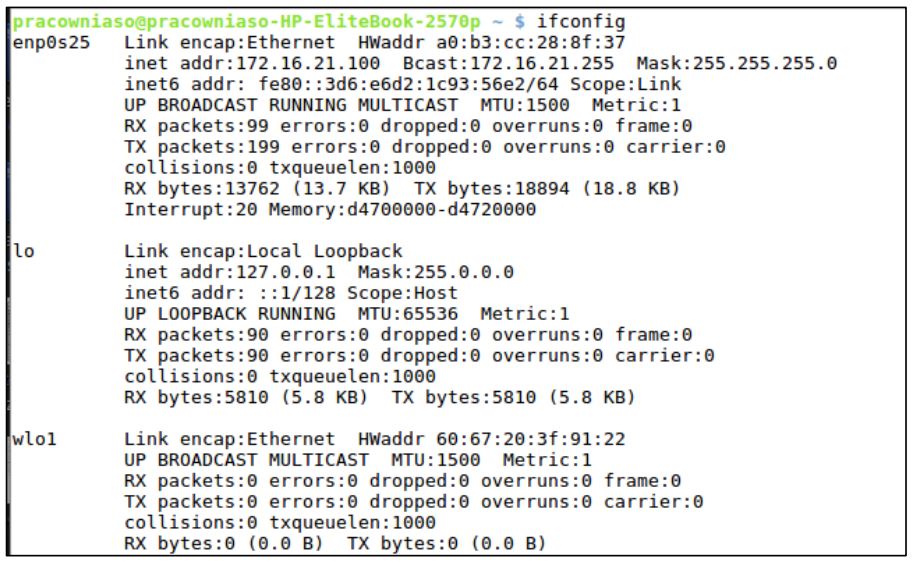 pracowniaso@pracowniaso-HP-EliteBook-2570p ~ $ ifconfig
enp0s25   Link encap:Ethernet  HWaddr a0:b3:cc:28:8f:37
          inet addr:172.16.21.100  Bcast:172.16.21.255  Mask:255.255.255.0
          inet6 addr: fe80::3d6:e6d2:1c93:56e2/64 Scope:Link
          UP BROADCAST RUNNING MULTICAST  MTU:1500  Metric:1
          RX packets:99 errors:0 dropped:0 overruns:0 frame:0
          TX packets:199 errors:0 dropped:0 overruns:0 carrier:0
          collisions:0 txqueuelen:1000
          RX bytes:13762 (13.7 KB)  TX bytes:18894 (18.8 KB)
          Interrupt:20 Memory:d4700000-d4720000

lo        Link encap:Local Loopback
          inet addr:127.0.0.1  Mask:255.0.0.0
          inet6 addr: ::1/128 Scope:Host
          UP LOOPBACK RUNNING  MTU:65536  Metric:1
          RX packets:90 errors:0 dropped:0 overruns:0 frame:0
          TX packets:90 errors:0 dropped:0 overruns:0 carrier:0
          collisions:0 txqueuelen:1000
          RX bytes:5810 (5.8 KB)  TX bytes:5810 (5.8 KB)

wlo1      Link encap:Ethernet  HWaddr 60:67:20:3f:91:22
          UP BROADCAST MULTICAST  MTU:1500  Metric:1
          RX packets:0 errors:0 dropped:0 overruns:0 frame:0
          TX packets:0 errors:0 dropped:0 overruns:0 carrier:0
          collisions:0 txqueuelen:1000
          RX bytes:0 (0.0 B)  TX bytes:0 (0.0 B)